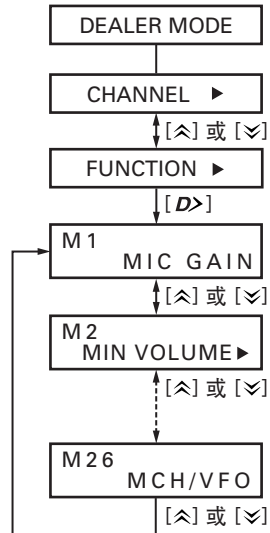 DEALER MODE
CHANNEL ▶
[︽] 或 [︾]
FUNCTION ▶
[D>]
M1
MIC GAIN
[︽] 或 [︾]
M2
MIN VOLUME▶
[︽] 或 [︾]
M26
MCH/VFO
[︽] 或 [︾]